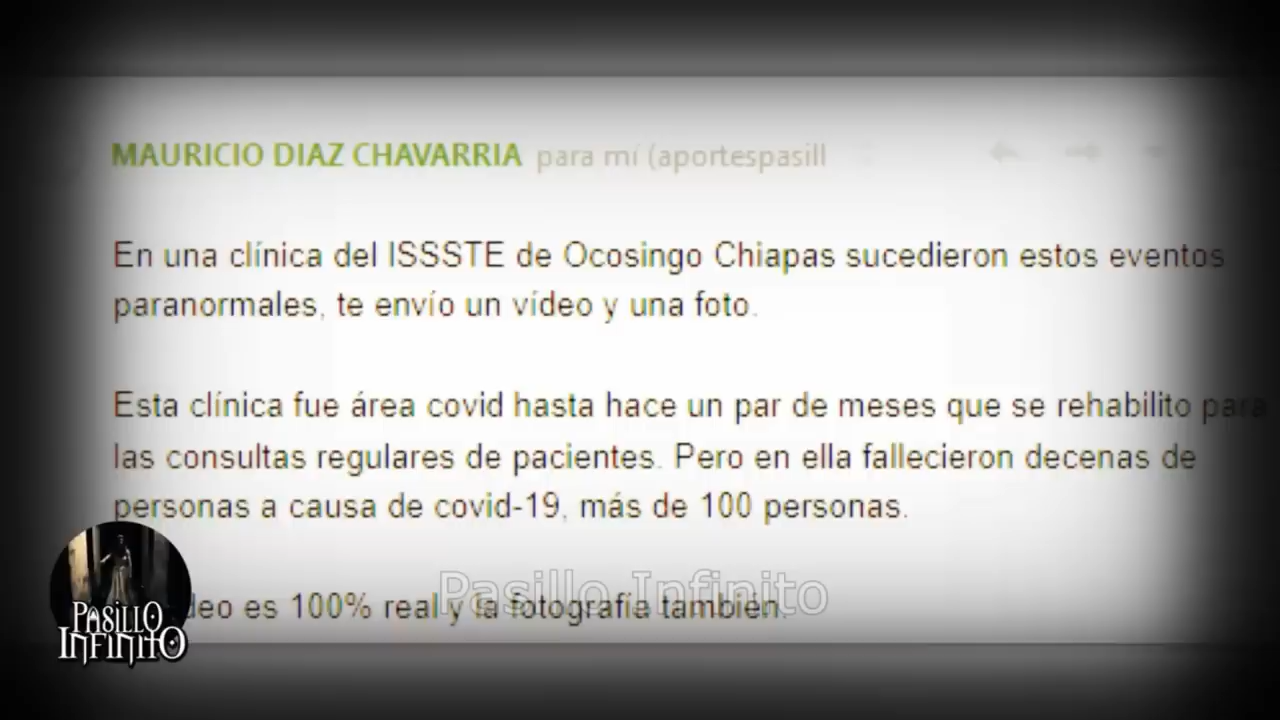 MAURICIO DIAZ CHAVARRIA para mí (aportespasill
En una clínica del ISSSTE de Ocosingo Chiapas sucedieron estos eventos
paranormales, te envío un vídeo y una foto.
Esta clínica fue área covid hasta hace un par de meses que se rehabilito para
las consultas regulares de pacientes. Pero en ella fallecieron decenas de
personas a causa de covid-19, más de 100 personas.
es 100% real y la fotografía también.
Pasillo Infinito
PASILLO
INFINITO